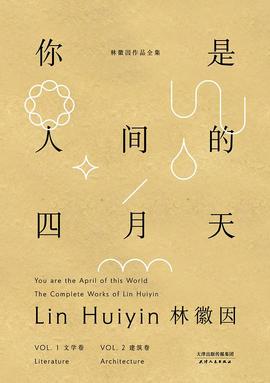 林徽因作品全集
你是
人间的
四月天
You are the April of this World
The Complete Works of Lin Huiyin
Lin Huiyin 林徽因
VOL. 1 文学卷 VOL. 2 建筑卷
Literature Architecture
天津出版传媒集团
天津人民出版社